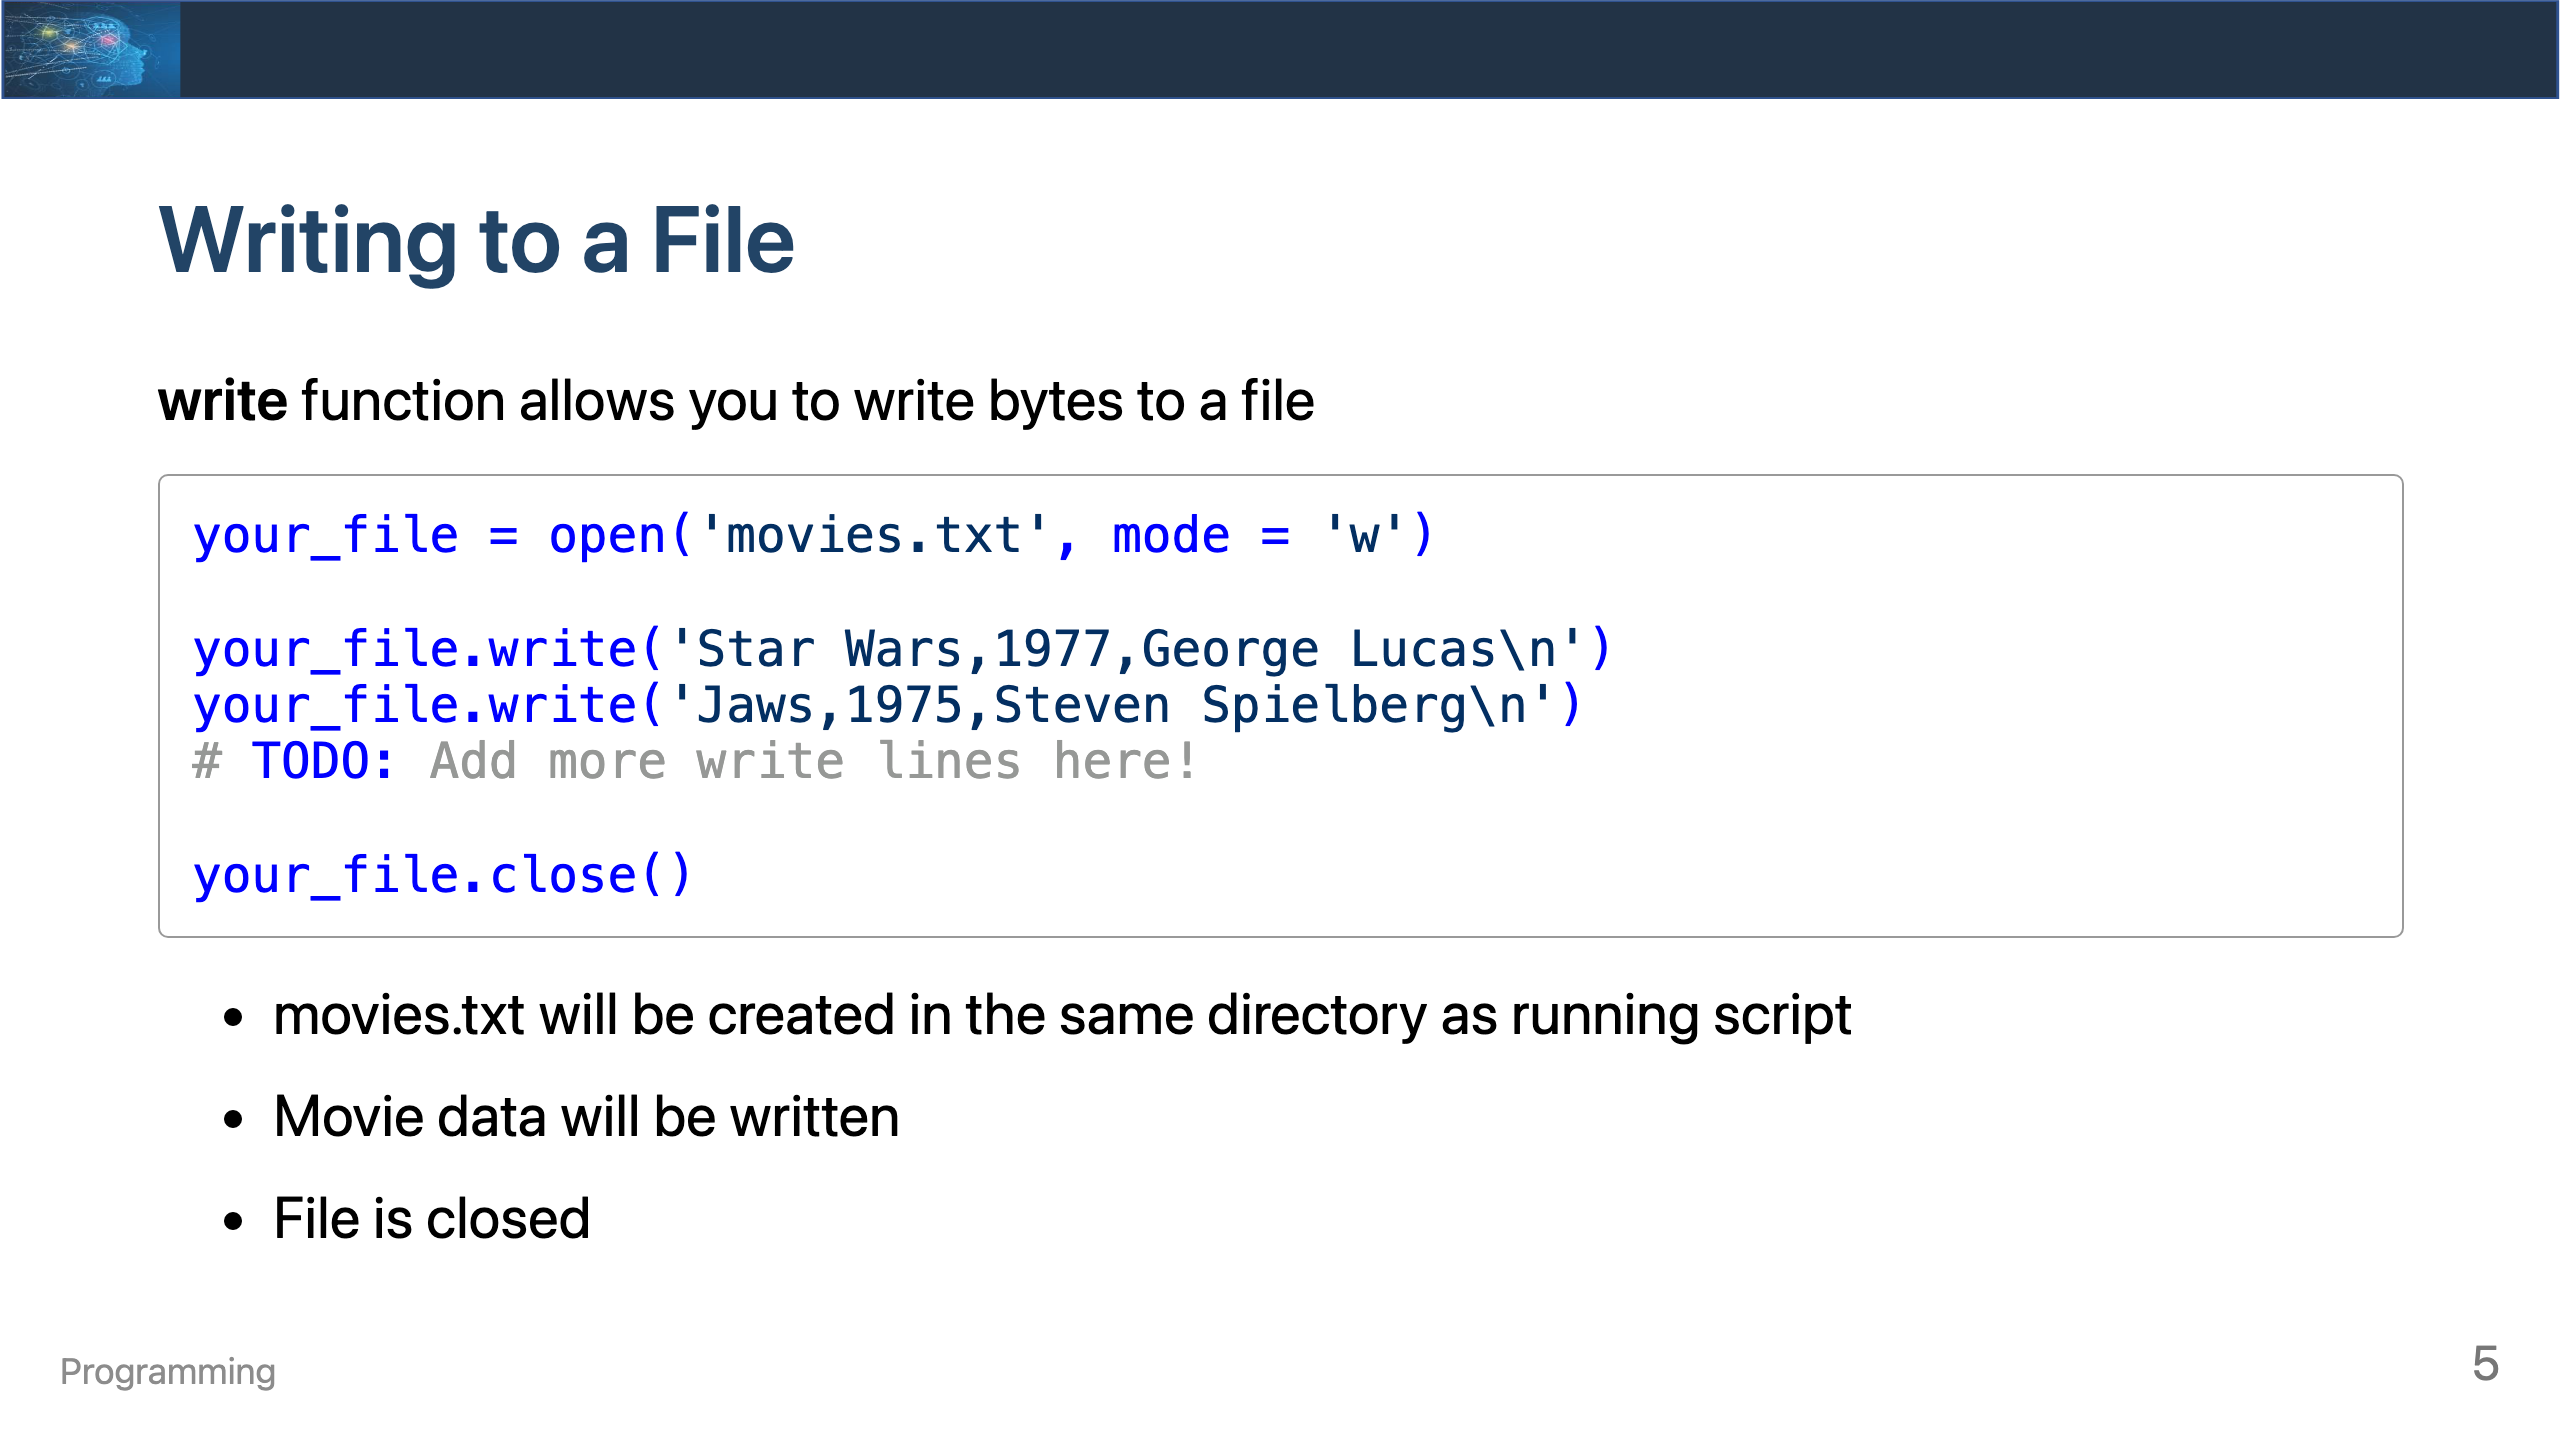 Writing to a File
write function allows you to write bytes to a file
your_file = open('movies.txt', mode = 'w')
your_file.write('Star Wars,1977,George Lucas\n')
your_file.write('Jaws,1975,Steven Spielberg\n')
# TODO: Add more write lines here!
your_file.close()
• movies.txt will be created in the same directory as running script
• Movie data will be written
• File is closed
Programming
5